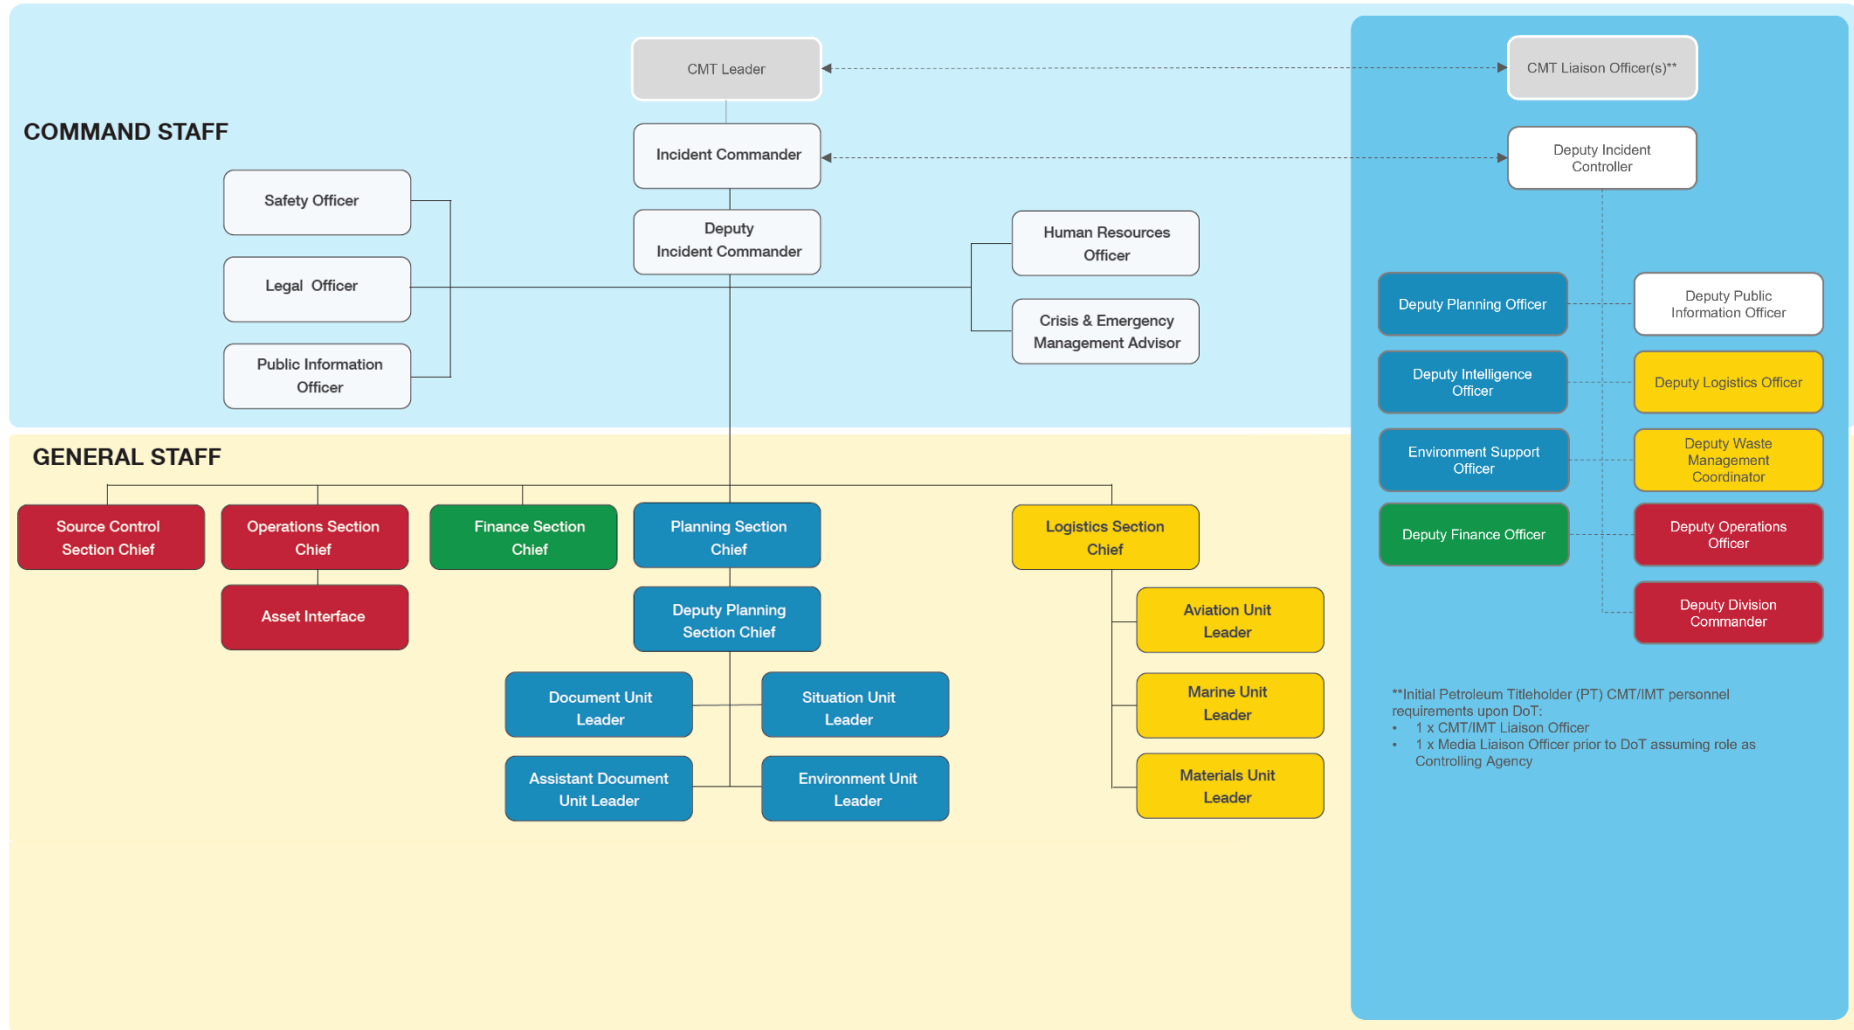 CMT Leader
CMT Liaison Officer(s)**
COMMAND STAFF
Incident Commander
Deputy Incident
Controller
Safety Officer
Deputy
Incident Commander
Human Resources
Officer
Legal  Officer
Crisis & Emergency
Management Advisor
Public Information
Officer
Deputy Planning Officer
Deputy Public
Information Officer
Deputy Intelligence
Officer
Deputy Logistics Officer
Environment Support
Officer
Deputy Waste
Management
Coordinator
Deputy Finance Officer
Deputy Operations
Officer
Deputy Division
Commander
GENERAL STAFF
Source Control
Section Chief
Operations Section
Chief
Finance Section
Chief
Planning Section
Chief
Logistics Section
Chief
Asset Interface
Deputy Planning
Section Chief
Aviation Unit
Leader
Document Unit
Leader
Situation Unit
Leader
Marine Unit
Leader
Assistant Document
Unit Leader
Environment Unit
Leader
Materials Unit
Leader
**Initial Petroleum Titleholder (PT) CMT/IMT personnel
requirements upon DoT:
• 1 x CMT/IMT Liaison Officer
• 1 x Media Liaison Officer prior to DoT assuming role as
Controlling Agency